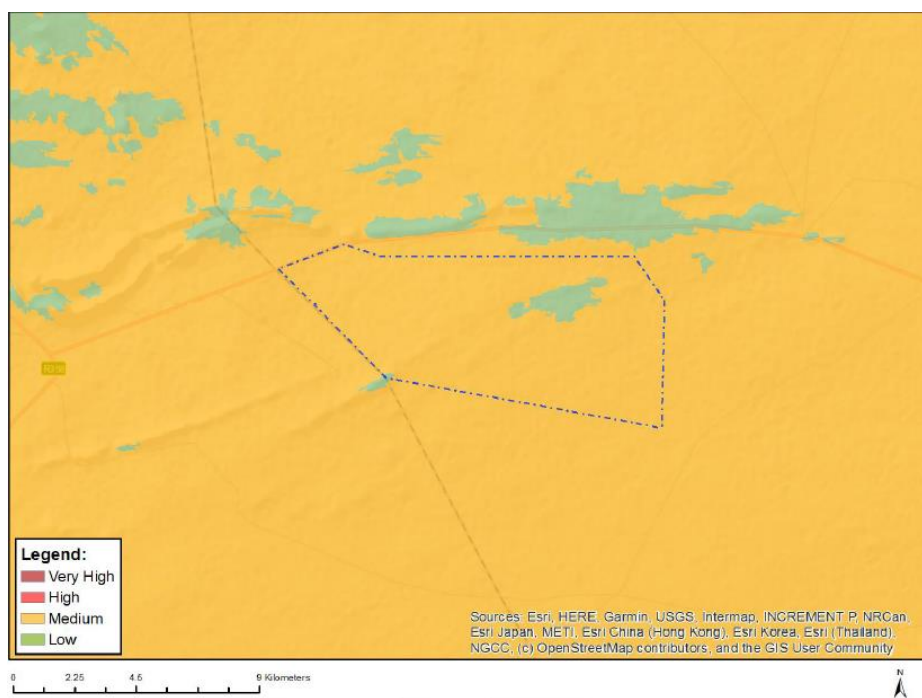 Legend:
Very High
High
Medium
Low
Sources: Esri, HERE, Garmin, USGS, Intermap, INCREMENT P, NRCan,
Esri Japan, METI, Esri China (Hong Kong), Esri Korea, Esri (Thailand),
NGCC, (c) OpenStreetMap contributors, and the GIS User Community
0 2.25 4.5 9 Kilometers
N